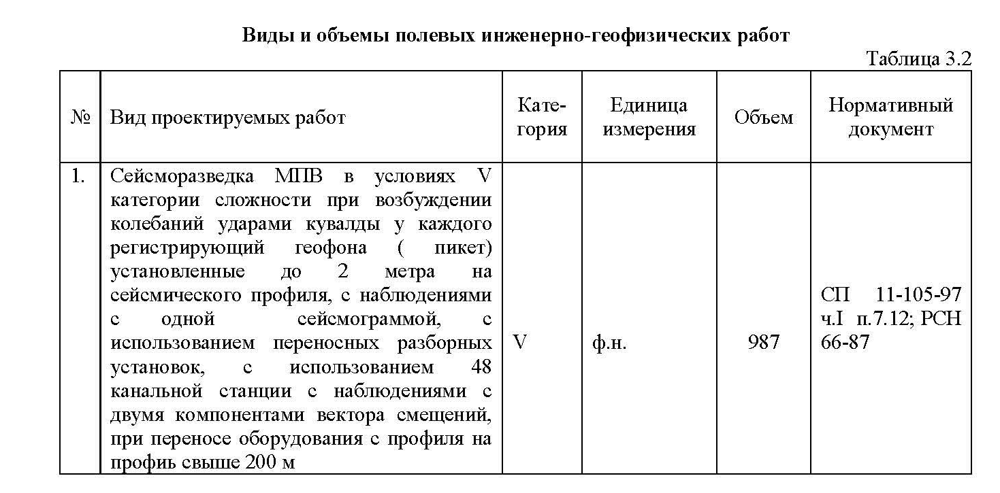 Виды и объемы полевых инженерно-геофизических работ
Таблица 3.2
№
Вид проектируемых работ
Кате-
гория
Единица
измерения
Объем
Нормативный
документ
1.
Сейсморазведка МПВ в условиях V
категории сложности при возбуждении
колебаний ударами кувалды у каждого
регистрирующий геофона ( пикет)
установленные до 2 метра на
сейсмического профиля, с наблюдениями
с одной сейсмограммой, с
использованием переносных разборных
установок, с использованием 48
канальной станции с наблюдениями с
двумя компонентами вектора смещений,
при переносе оборудования с профиля на
профиь свыше 200 м
V
ф.н.
987
СП 11-105-97
ч.I п.7.12; РСН
66-87